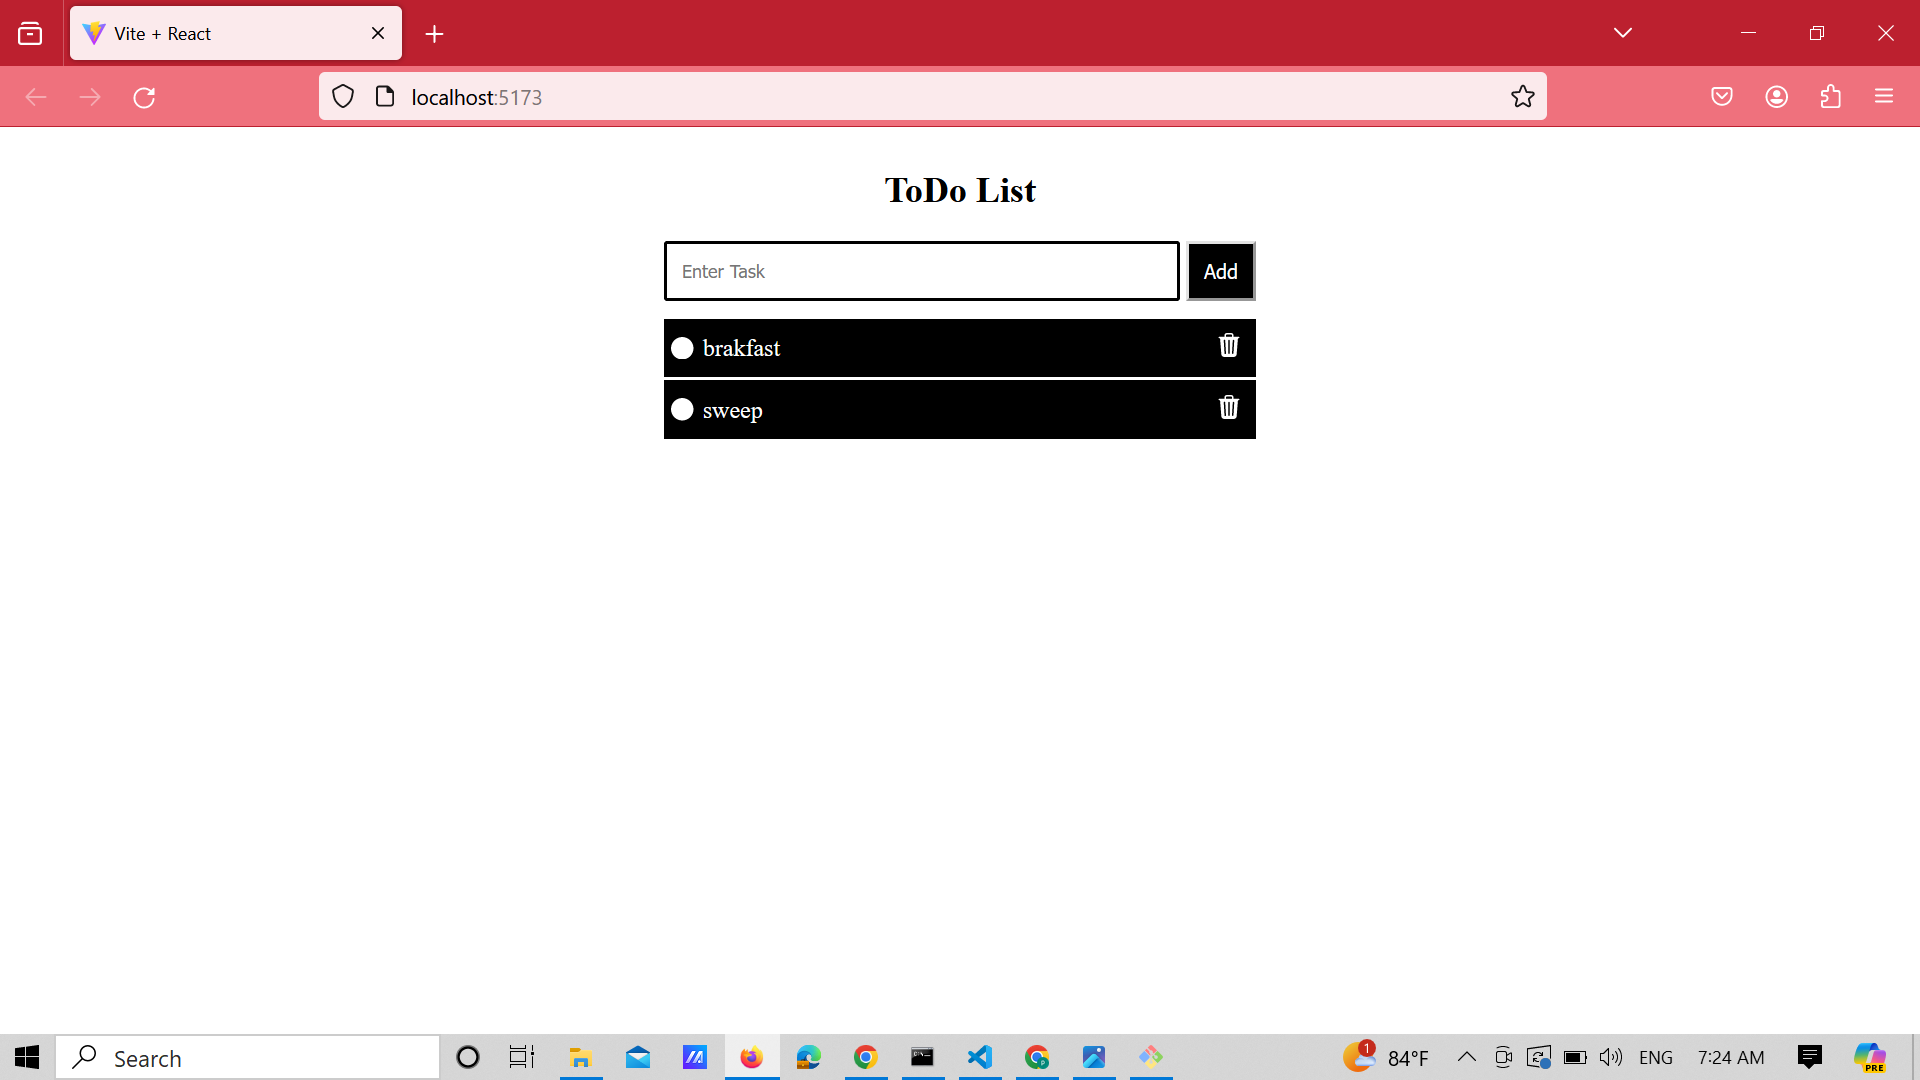 Vite + React
localhost:5173
ToDo List
Enter Task
Add
brakfast
sweep
Search
1
84°F
ENG
7:24 AM
PRE